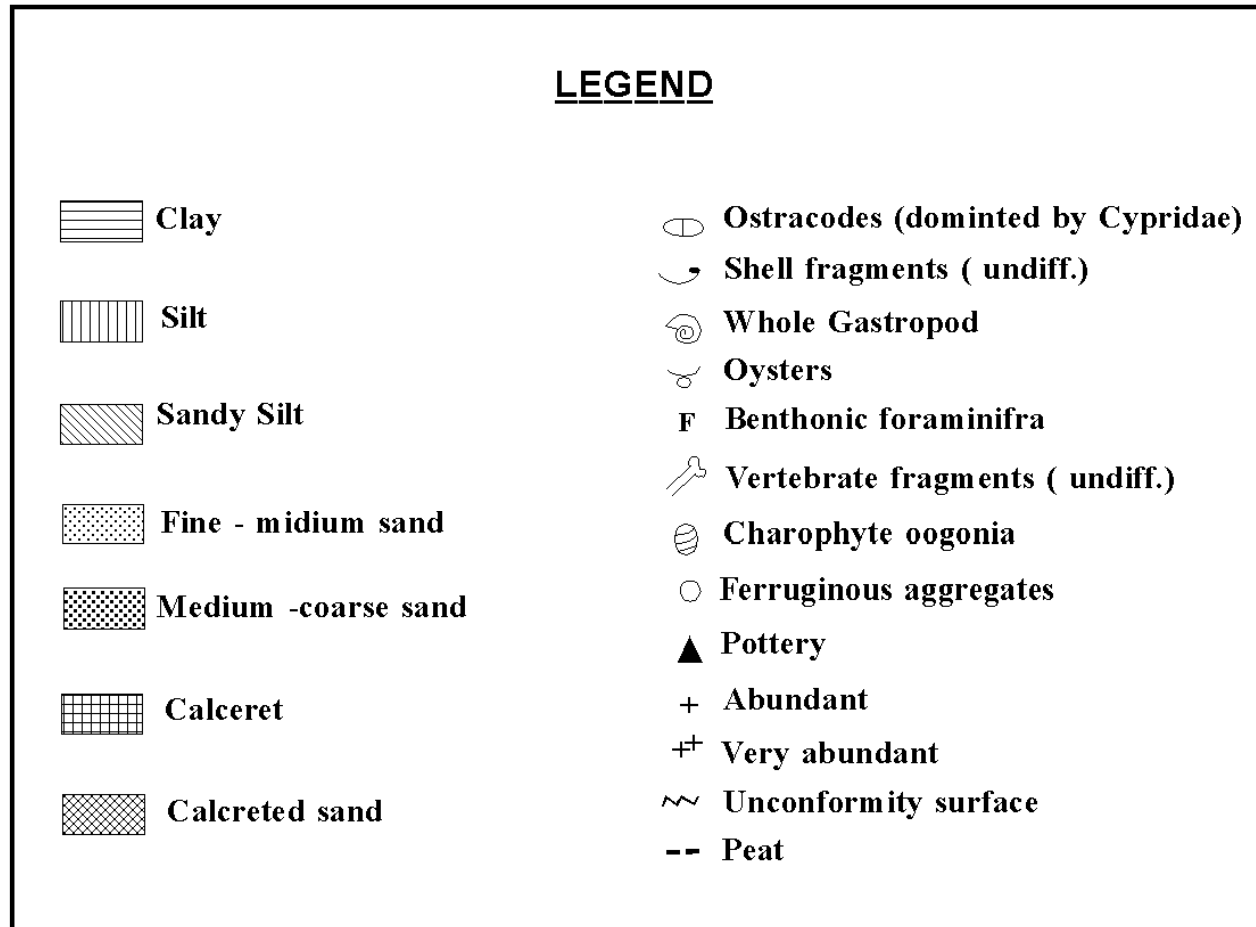 LEGEND
Clay
Silt
Sandy Silt
Fine - midium sand
Medium -coarse sand
Calceret
Calcreted sand
Ostracodes (dominted by Cypridae)
Shell fragments ( undiff.)
Whole Gastropod
Oysters
F Benthonic foraminifra
Vertebrate fragments ( undiff.)
Charophyte oogonia
Ferruginous aggregates
Pottery
+ Abundant
++ Very abundant
Unconformity surface
Peat